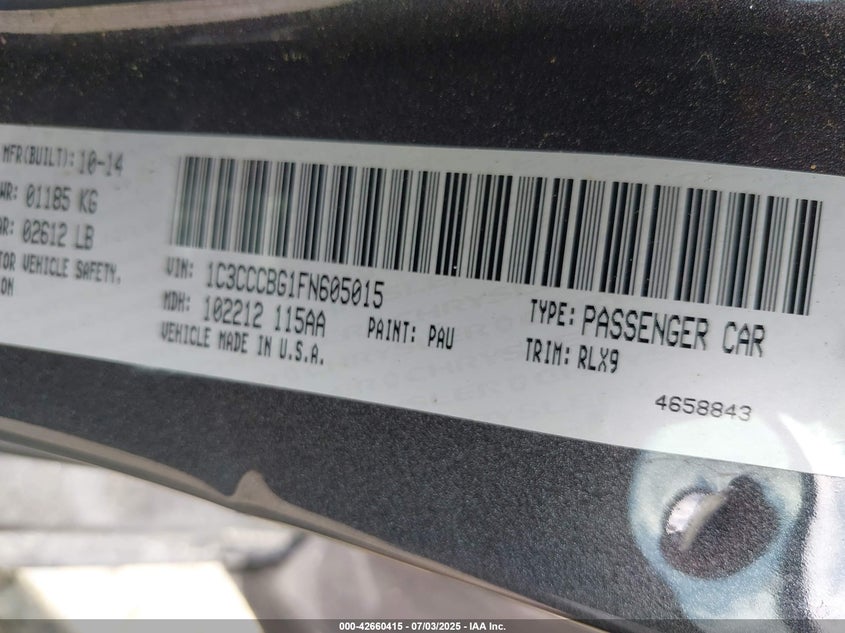 MFR(BUILT): 10-14
WR: 01185 KG
AR: 02612 LB
TOR VEHICLE SAFETY,
ION
VIN: 1C3CCCBG1FN605015
MDH: 102212 115AA
PAINT: PAU
VEHICLE MADE IN U.S.A.
TYPE: PASSENGER CAR
TRIM: RLX9
4658843
000-42660415 - 07/03/2025 - IAA Inc.